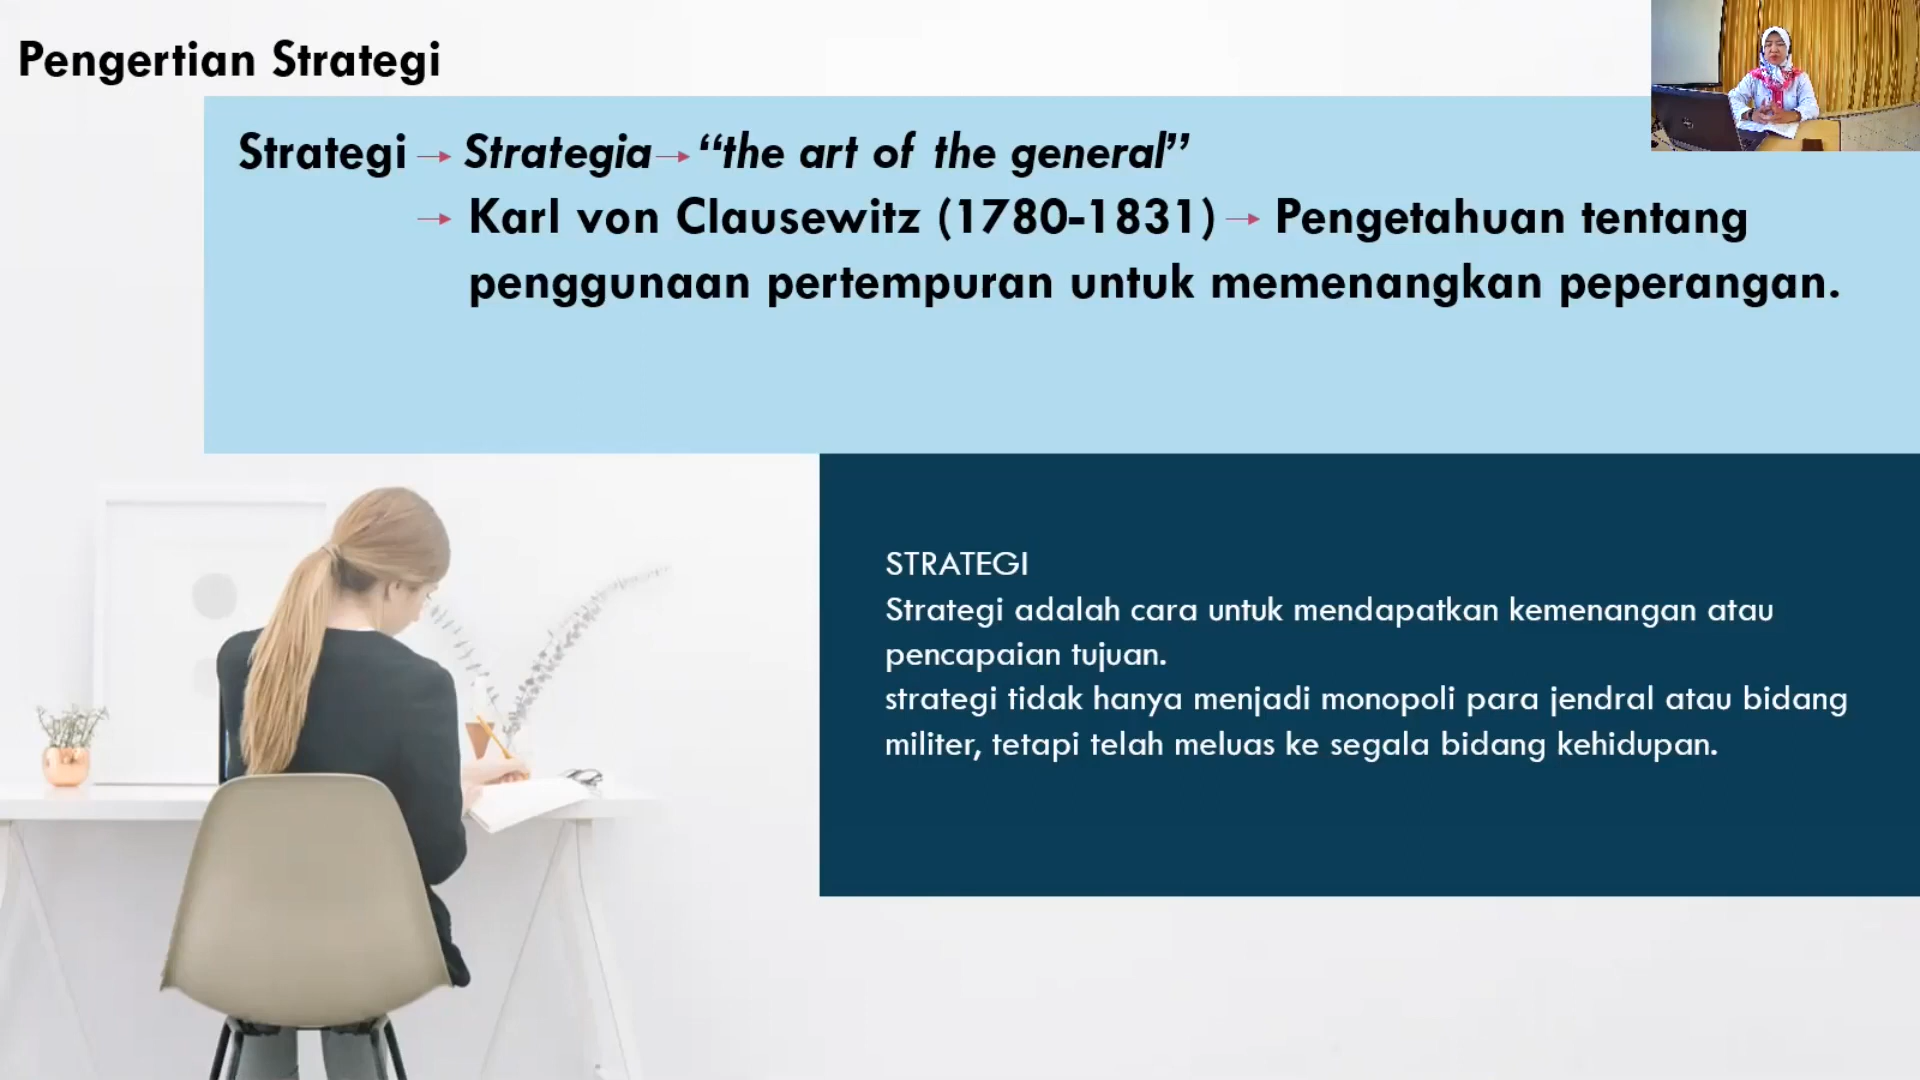 Pengertian Strategi
Strategi → Strategia → “the art of the general”
→ Karl von Clausewitz (1780-1831) → Pengetahuan tentang
penggunaan pertempuran untuk memenangkan peperangan.
STRATEGI
Strategi adalah cara untuk mendapatkan kemenangan atau
pencapaian tujuan.
strategi tidak hanya menjadi monopoli para jendral atau bidang
militer, tetapi telah meluas ke segala bidang kehidupan.